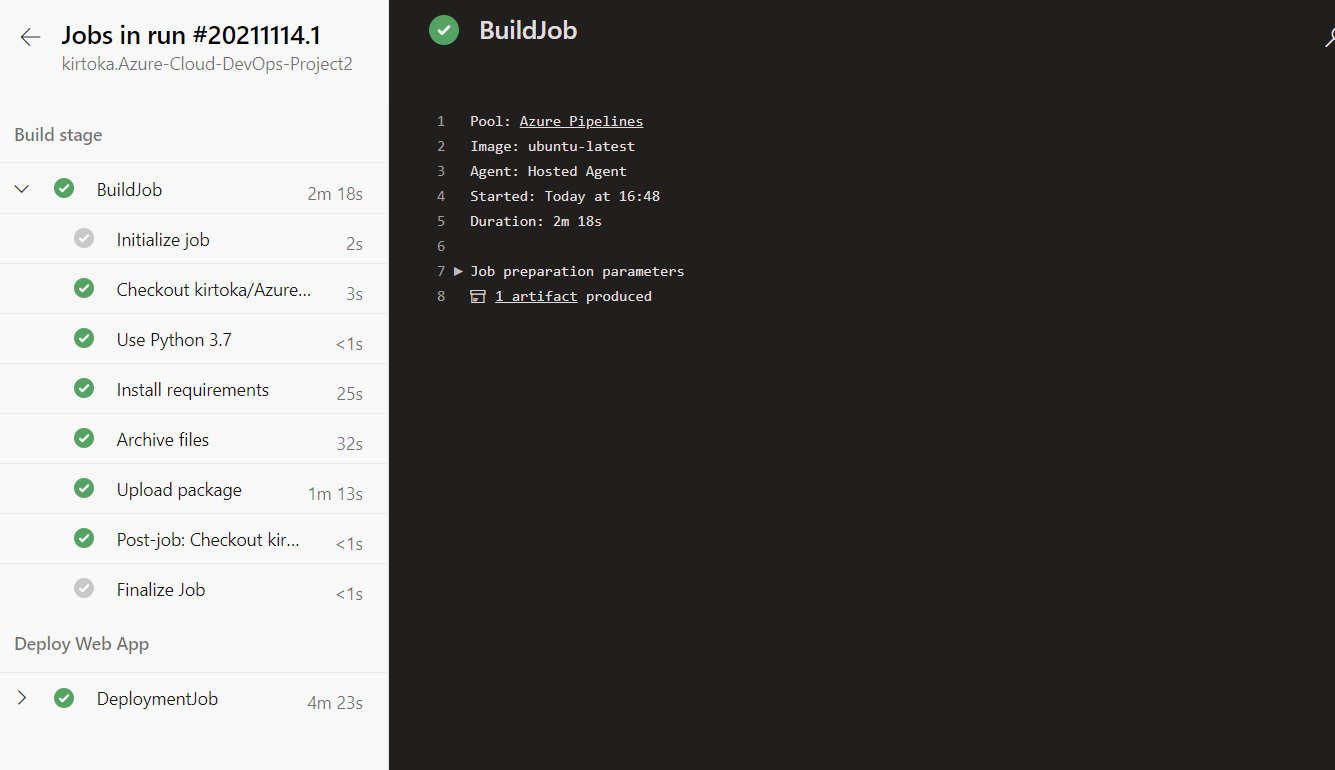 Jobs in run #20211114.1
kirtoka.Azure-Cloud-DevOps-Project2
Build stage
BuildJob 2m 18s
Initialize job 2s
Checkout kirtoka/Azure... 3s
Use Python 3.7 <1s
Install requirements 25s
Archive files 32s
Upload package 1m 13s
Post-job: Checkout kir... <1s
Finalize Job <1s
Deploy Web App
DeploymentJob 4m 23s
BuildJob
1 Pool: Azure Pipelines
2 Image: ubuntu-latest
3 Agent: Hosted Agent
4 Started: Today at 16:48
5 Duration: 2m 18s
6
7 Job preparation parameters
8 1 artifact produced